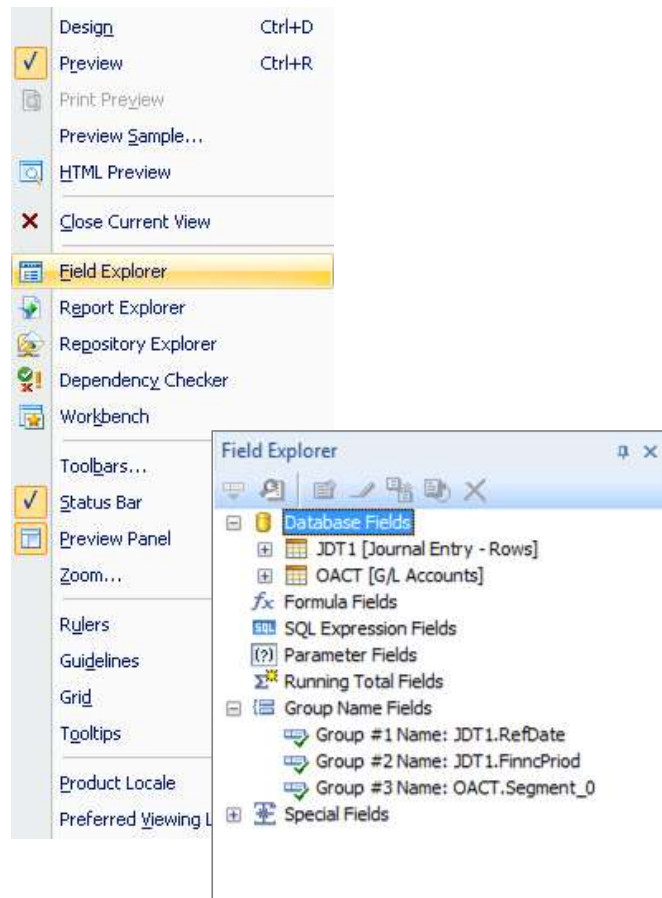 Design Ctrl+D
Preview Ctrl+R
Print Preview
Preview Sample...
HTML Preview
Close Current View
Field Explorer
Report Explorer
Repository Explorer
Dependency Checker
Workbench
Toolbars...
Status Bar
Preview Panel
Zoom...
Rulers
Guidelines
Grid
Tooltips
Product Locale
Preferred Viewing L
Field Explorer
Database Fields
JDT1 [Journal Entry - Rows]
OACT [G/L Accounts]
fx Formula Fields
SQL SQL Expression Fields
(?) Parameter Fields
Σ Running Total Fields
Group Name Fields
Group #1 Name: JDT1.RefDate
Group #2 Name: JDT1.FinncPriod
Group #3 Name: OACT.Segment_0
Special Fields